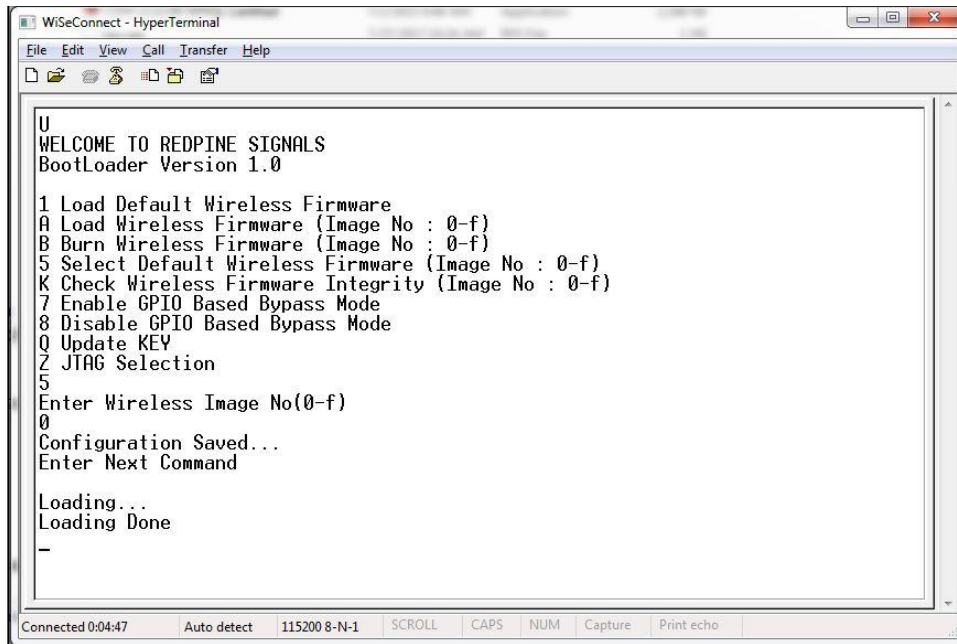 WiSeConnect - HyperTerminal
File Edit View Call Transfer Help
U
WELCOME TO REDPINE SIGNALS
BootLoader Version 1.0
1 Load Default Wireless Firmware
A Load Wireless Firmware (Image No : 0-f)
B Burn Wireless Firmware (Image No : 0-f)
5 Select Default Wireless Firmware (Image No : 0-f)
K Check Wireless Firmware Integrity (Image No : 0-f)
7 Enable GPIO Based Bypass Mode
8 Disable GPIO Based Bypass Mode
Q Update KEY
Z JTAG Selection
5
Enter Wireless Image No(0-f)
0
Configuration Saved...
Enter Next Command
Loading...
Loading Done
Connected 0:04:47 Auto detect 115200 8-N-1 SCROLL CAPS NUM Capture Print echo